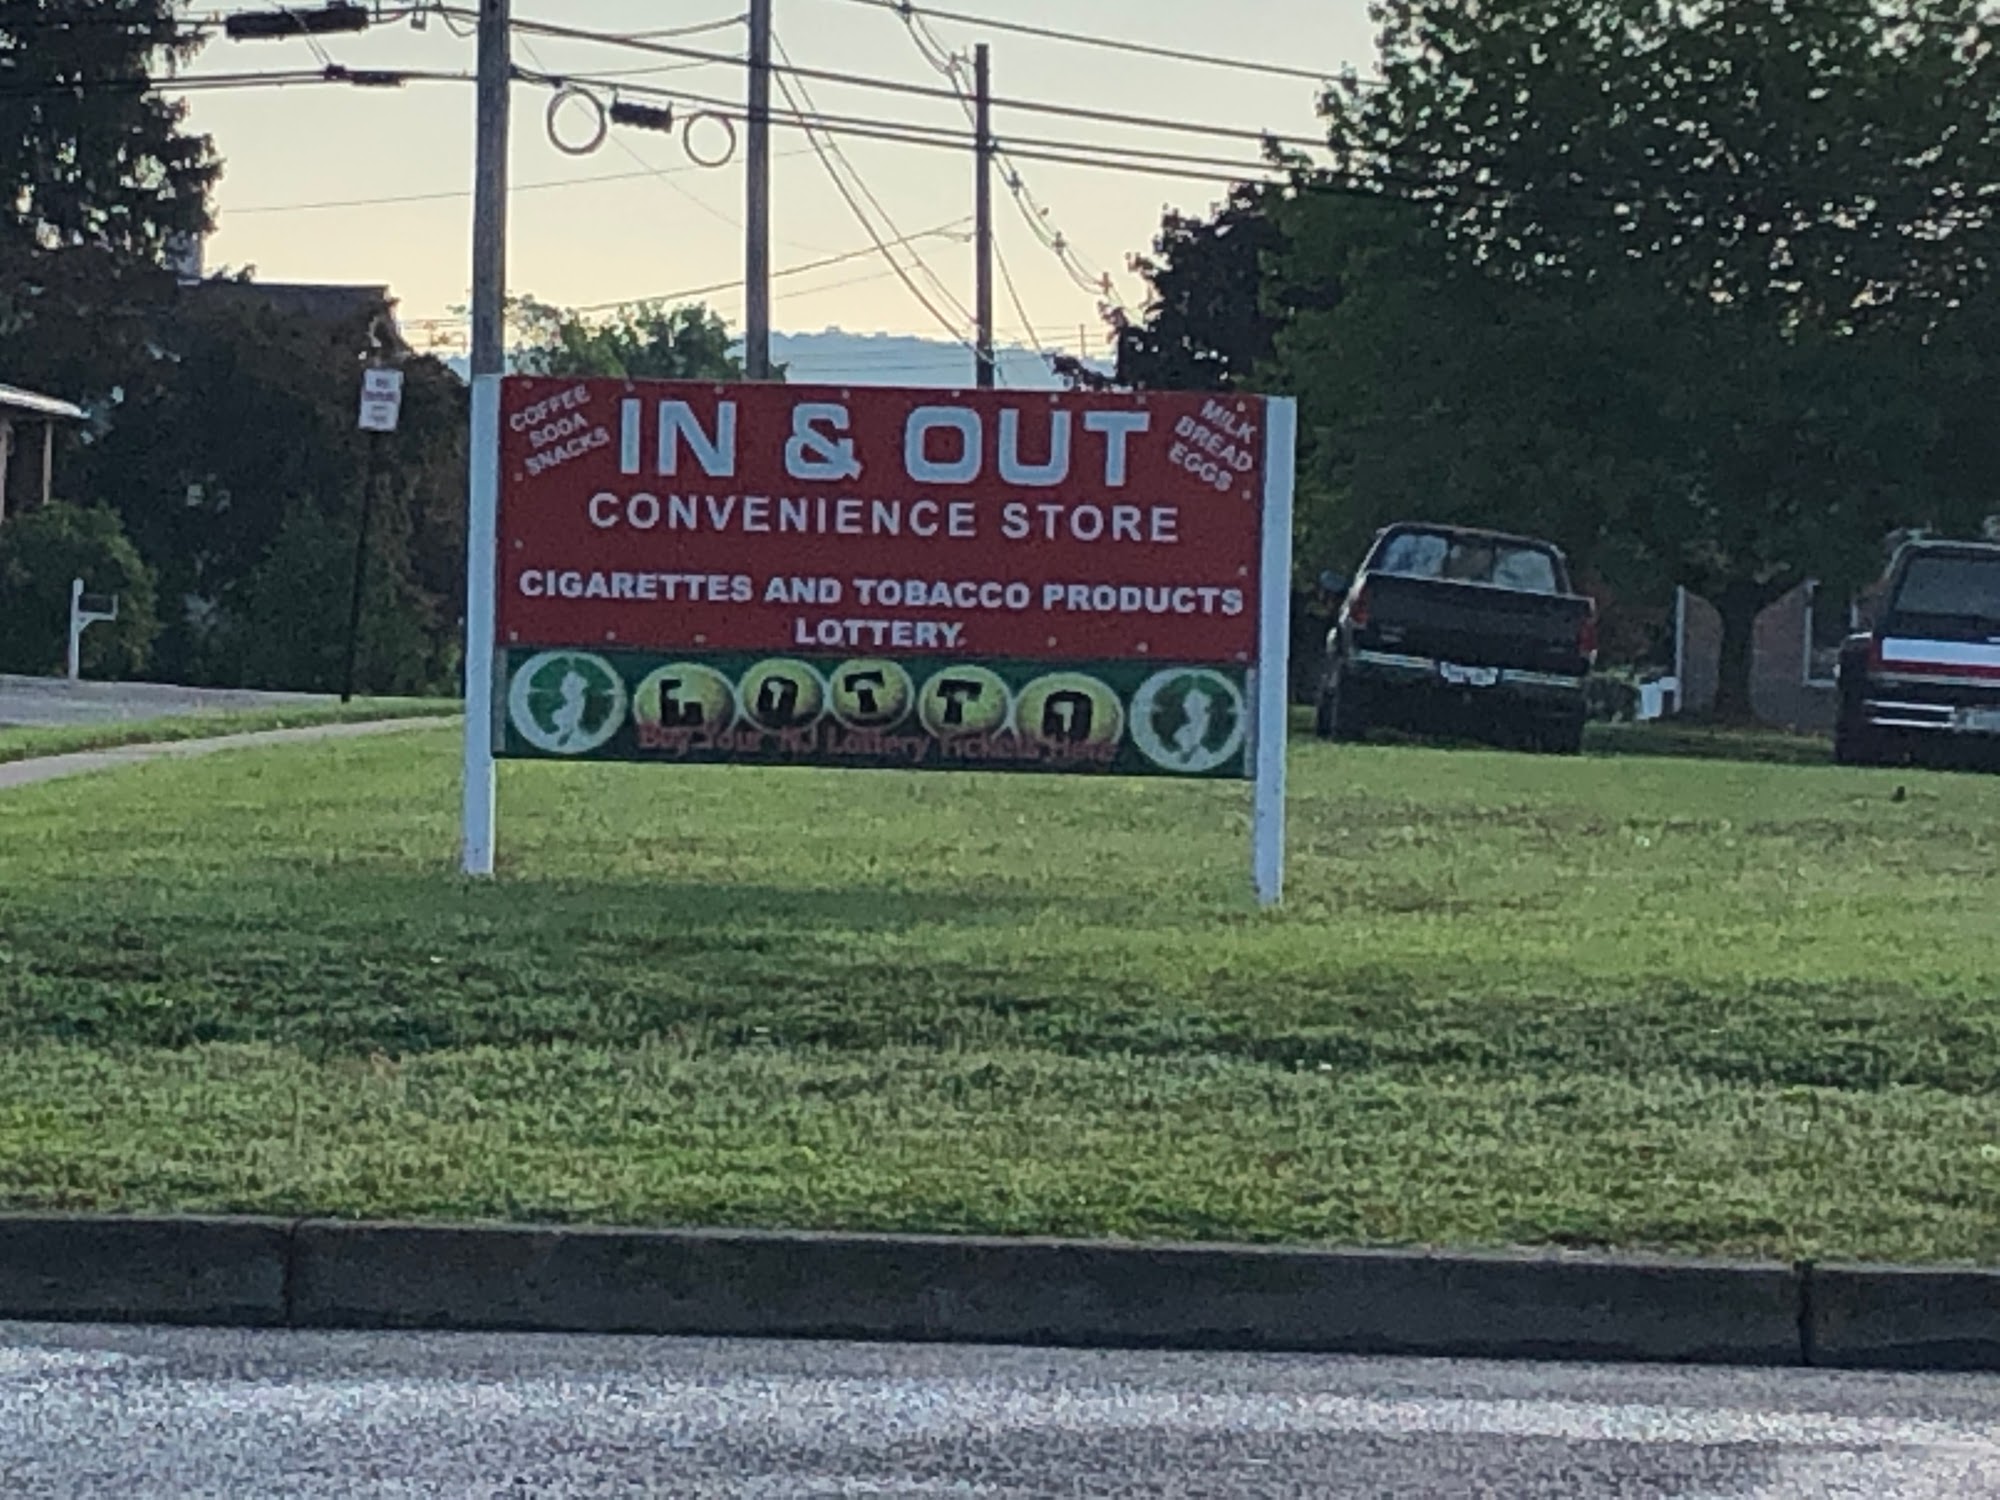 COFFEE
SODA
SNACKS
IN & OUT
MILK
BREAD
EGGS
CONVENIENCE STORE
CIGARETTES AND TOBACCO PRODUCTS
LOTTERY
LOTTO
Buy Your NJ Lottery Tickets Here